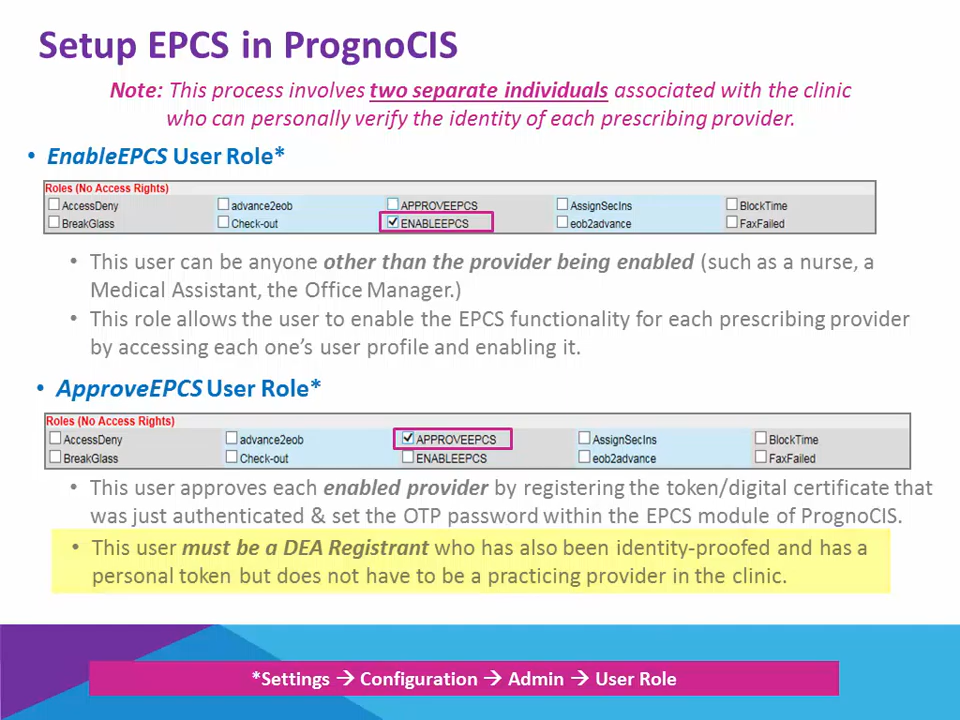 Setup EPCS in PrognoCIS
Note: This process involves two separate individuals associated with the clinic
who can personally verify the identity of each prescribing provider.
• EnableEPCS User Role*
Roles (No Access Rights)
AccessDeny advance2eob APPROVEEPCS AssignSecIns BlockTime
BreakGlass Check-out ENABLEEPCS eob2advance FaxFailed
• This user can be anyone other than the provider being enabled (such as a nurse, a
Medical Assistant, the Office Manager.)
• This role allows the user to enable the EPCS functionality for each prescribing provider
by accessing each one’s user profile and enabling it.
• ApproveEPCS User Role*
Roles (No Access Rights)
AccessDeny advance2eob APPROVEEPCS AssignSecIns BlockTime
BreakGlass Check-out ENABLEEPCS eob2advance FaxFailed
• This user approves each enabled provider by registering the token/digital certificate that
was just authenticated & set the OTP password within the EPCS module of PrognoCIS.
• This user must be a DEA Registrant who has also been identity-proofed and has a
personal token but does not have to be a practicing provider in the clinic.
*Settings → Configuration → Admin → User Role